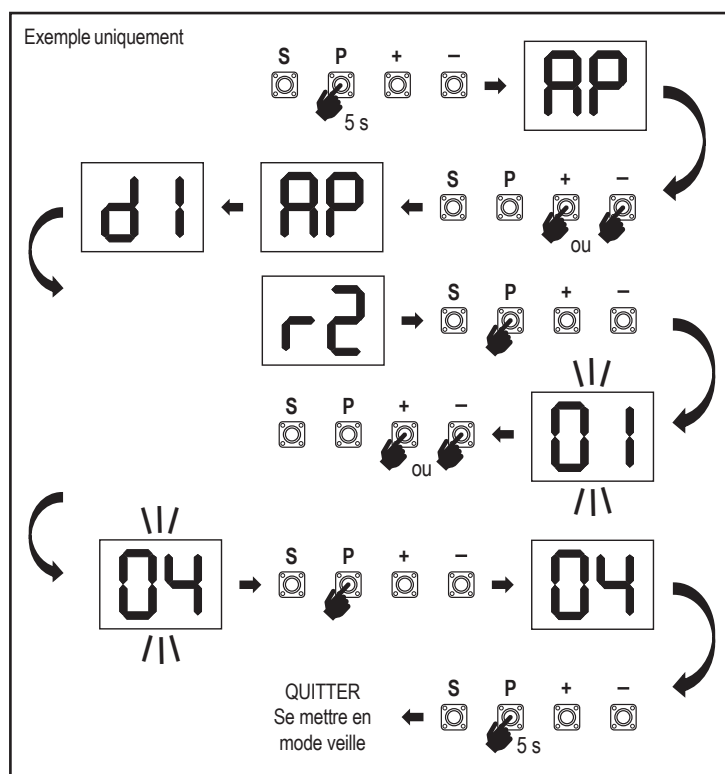 Exemple uniquement
S P + −
5 s
AP
S P + −
ou
AP
d1
r2
S P + −
01
S P + −
ou
04
S P + −
04
S P + −
5 s
QUITTER
Se mettre en
mode veille